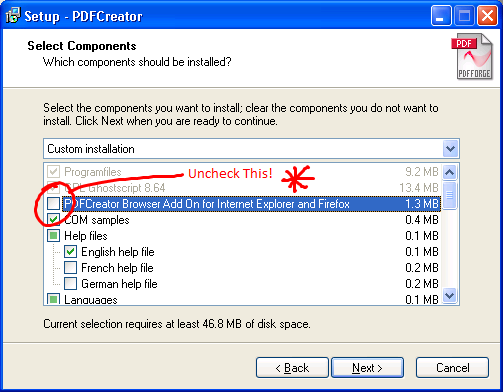 Setup - PDFCreator
Select Components
Which components should be installed?
PDF
PDFFORGE
Select the components you want to install; clear the components you do not want to
install. Click Next when you are ready to continue.
Custom installation
Programfiles 9.2 MB
Uncheck This!
GPL Ghostscript 8.64 13.4 MB
PDFCreator Browser Add On for Internet Explorer and Firefox 1.3 MB
COM samples 0.4 MB
Help files 0.1 MB
English help file 0.1 MB
French help file 0.2 MB
German help file 0.2 MB
Languages 0.1 MB
Current selection requires at least 46.8 MB of disk space.
< Back
Next >
Cancel